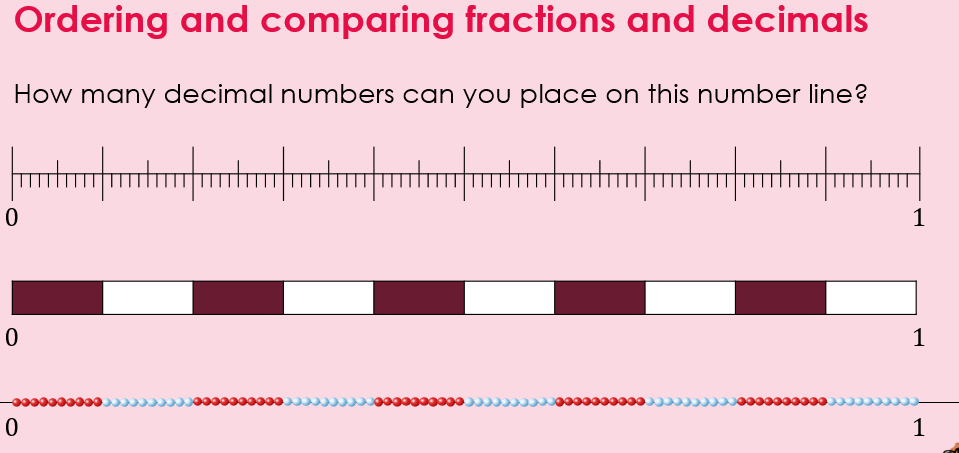 Ordering and comparing fractions and decimals
How many decimal numbers can you place on this number line?
0 1
0 1
0 1